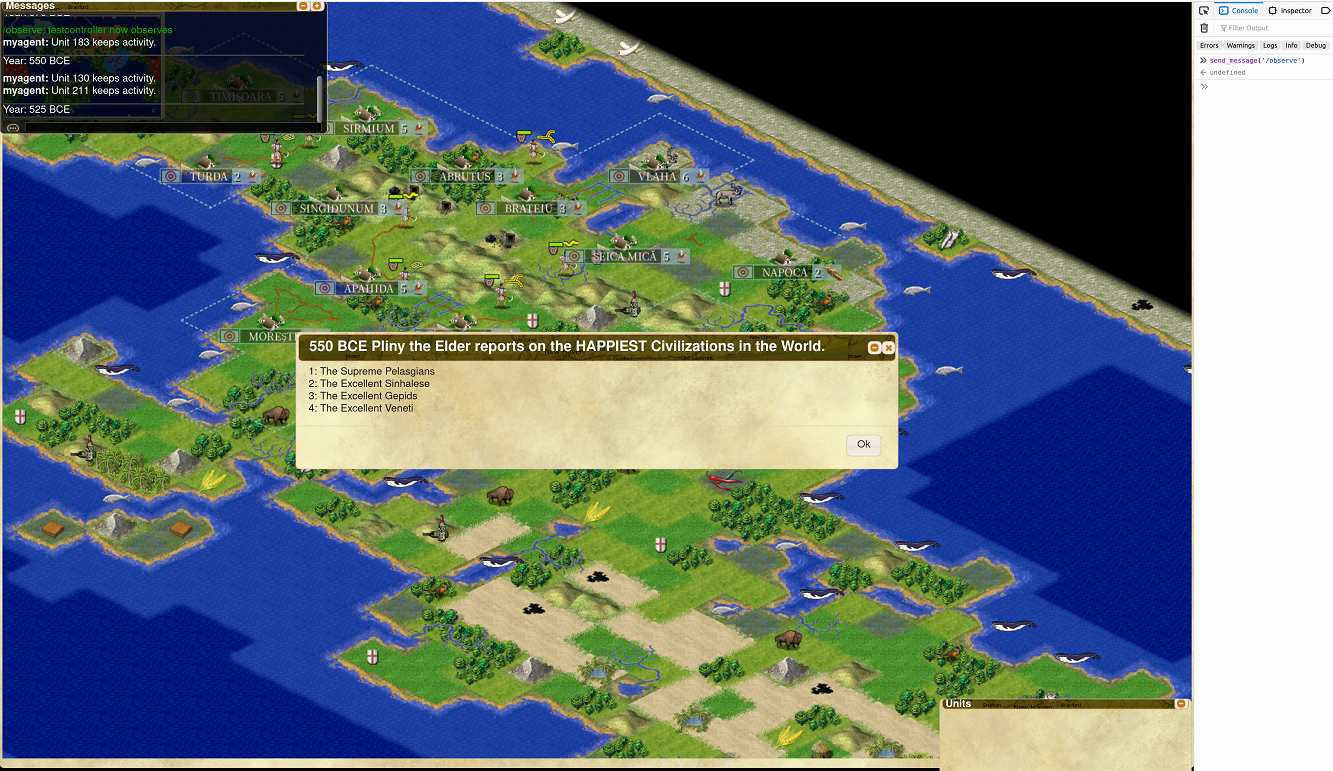 Messages
/observe: testcontroller now observes
myagent: Unit 183 keeps activity.
Year: 550 BCE
myagent: Unit 130 keeps activity.
myagent: Unit 211 keeps activity.
Year: 525 BCE
TIMIȘOARA 5
SIRMIUM 5
TURDA 2
ABRUTUS 3
VLAHA 6
SINGIDUNUM 3
BRATEIU 3
ȘEICA MICĂ 5
NAPOCA 2
APAHIDA 5
MOREȘT
550 BCE Pliny the Elder reports on the HAPPIEST Civilizations in the World.
1: The Supreme Pelasgians
2: The Excellent Sinhalese
3: The Excellent Gepids
4: The Excellent Veneti
Ok
Units
Console
Inspector
Filter Output
Errors Warnings Logs Info Debug
send_message('/observe')
undefined